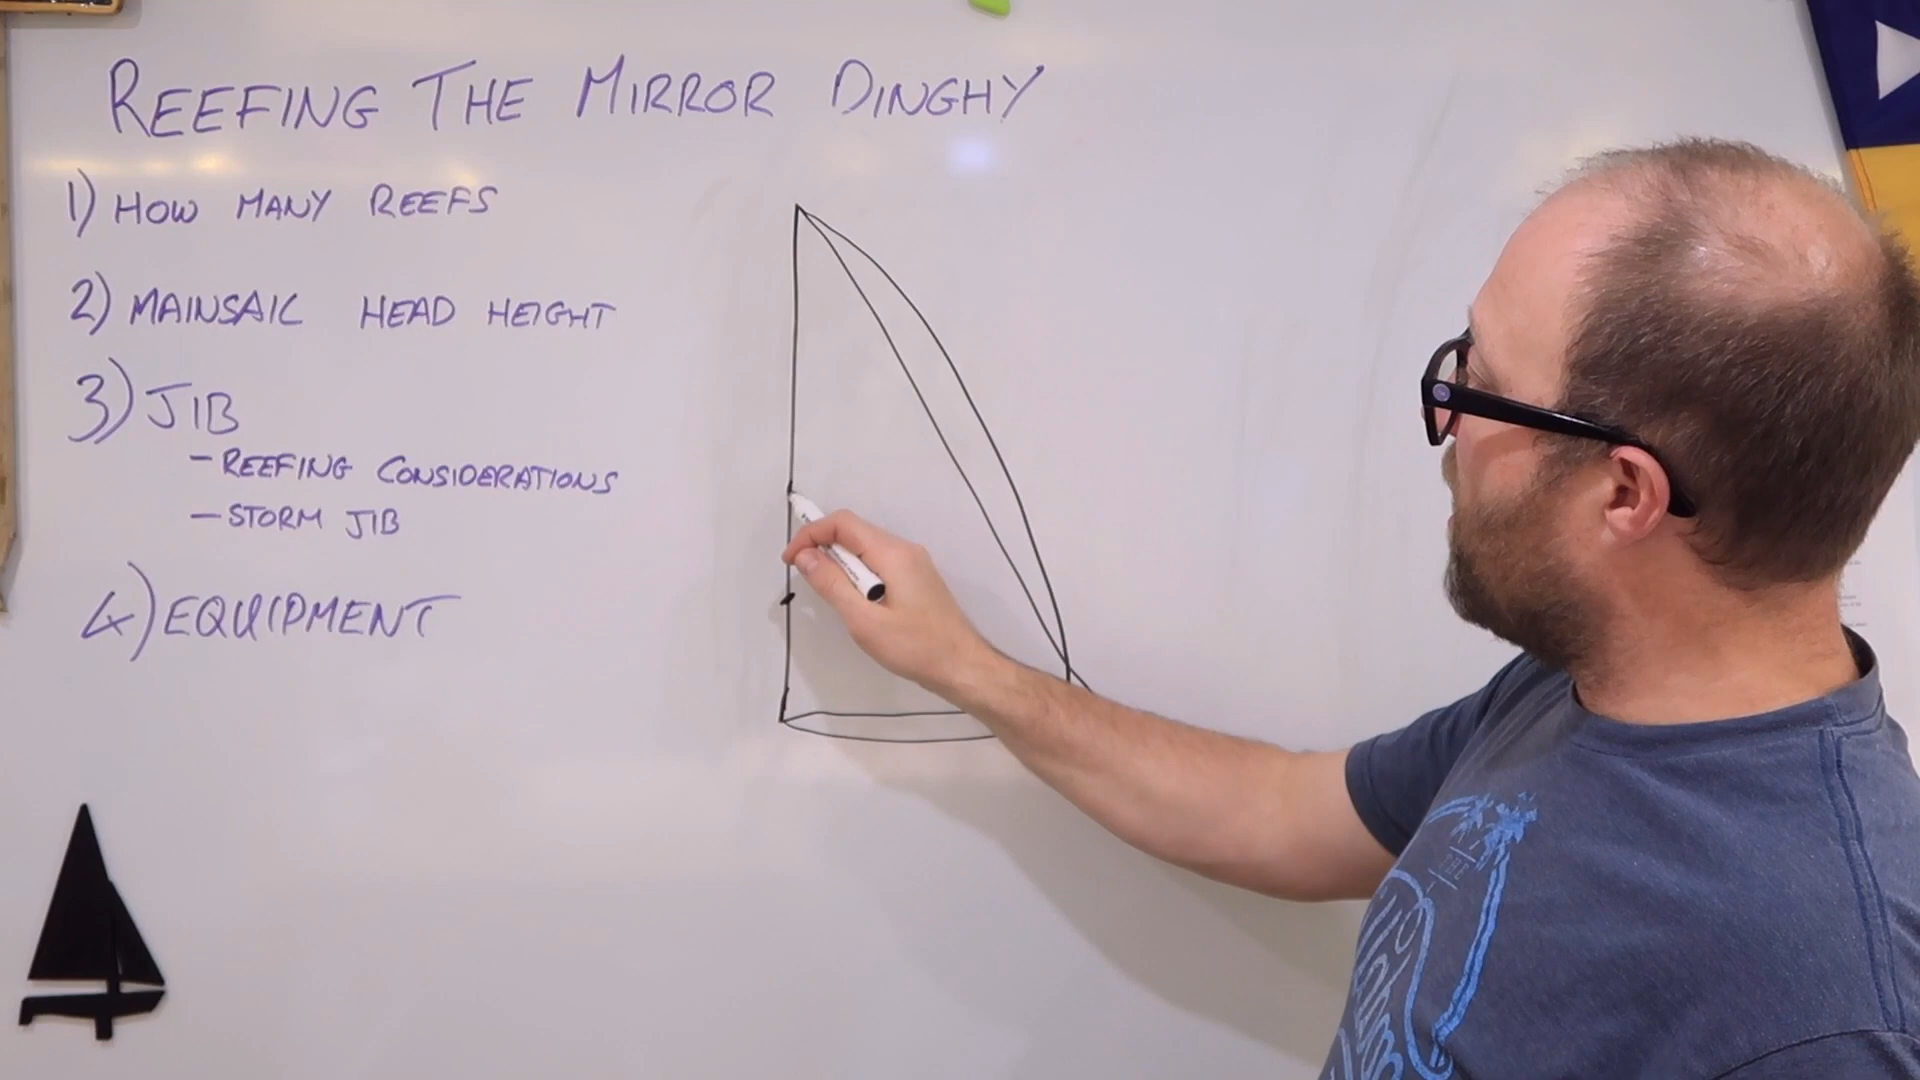 REEFING THE MIRROR DINGHY
1) HOW MANY REEFS
2) MAINSAIL HEAD HEIGHT
3) JIB
- REEFING CONSIDERATIONS
- STORM JIB
4) EQUIPMENT
THE